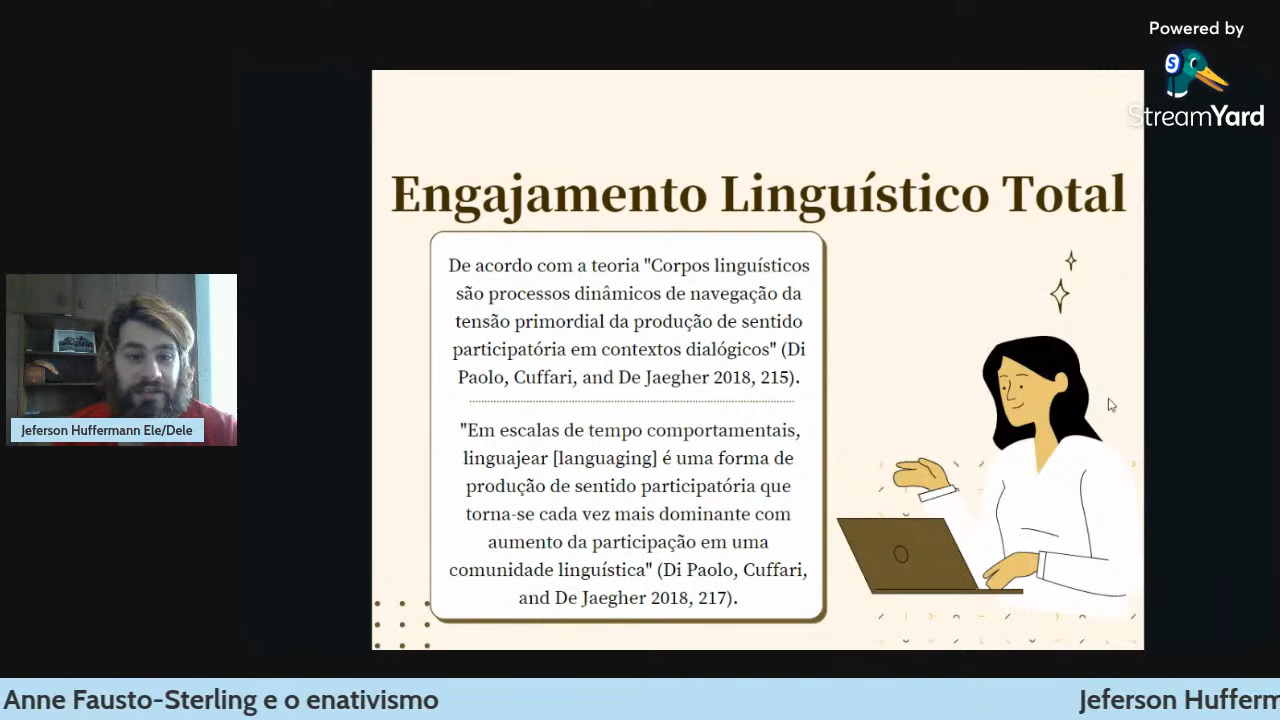 Powered by
S
StreamYard
Engajamento Linguístico Total
De acordo com a teoria "Corpos linguísticos
são processos dinâmicos de navegação da
tensão primordial da produção de sentido
participatória em contextos dialógicos" (Di
Paolo, Cuffari, and De Jaegher 2018, 215).
"Em escalas de tempo comportamentais,
linguajear [languaging] é uma forma de
produção de sentido participatória que
torna-se cada vez mais dominante com
aumento da participação em uma
comunidade linguística" (Di Paolo, Cuffari,
and De Jaegher 2018, 217).
Jeferson Huffermann Ele/Dele
Anne Fausto-Sterling e o enativismo
Jeferson Hufferm